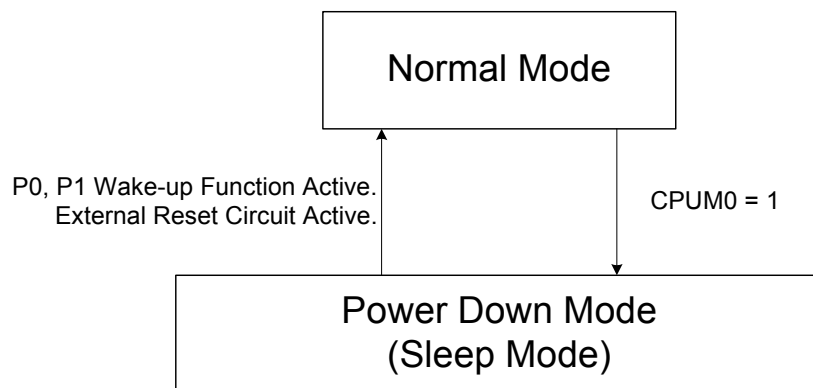 Normal Mode
P0, P1 Wake-up Function Active.
External Reset Circuit Active.
CPUM0 = 1
Power Down Mode
(Sleep Mode)